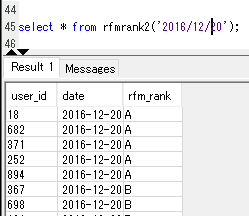 44
45 select * from rfmrank2('2016/12/20');
46
Result 1 Messages
user_id date rfm_rank
18 2016-12-20 A
682 2016-12-20 A
371 2016-12-20 A
252 2016-12-20 A
894 2016-12-20 A
367 2016-12-20 B
698 2016-12-20 B